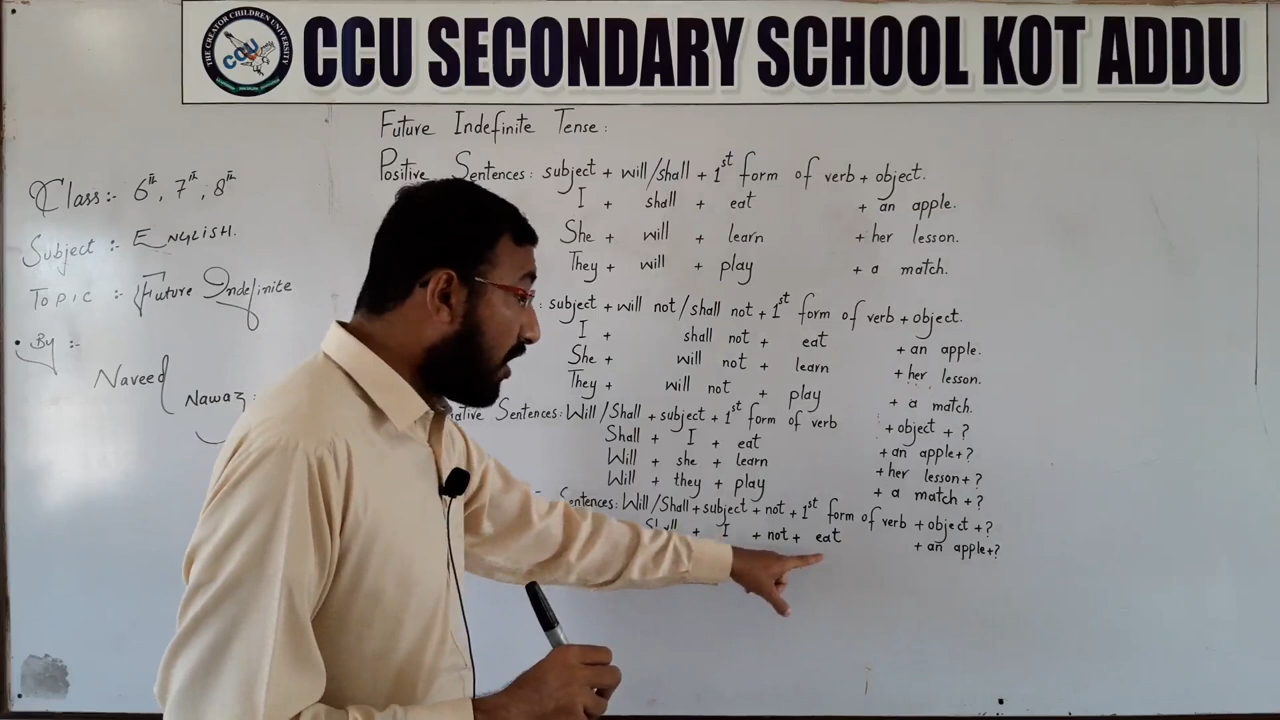 THE CREATOR CHILDREN UNIVERSITY
CCU
CCU SECONDARY SCHOOL KOT ADDU
Class:- 6th, 7th, 8th
Subject :- ENGLISH.
Topic :- Future Indefinite
By :-
Naveed
Nawaz
Future Indefinite Tense:
Positive Sentences: subject + will/shall + 1st form of verb + object.
I + shall + eat + an apple.
She + will + learn + her lesson.
They + will + play + a match.
: subject + will not/shall not + 1st form of verb + object.
I + shall not + eat + an apple.
She + will not + learn + her lesson.
They + will not + play + a match.
ative Sentences: Will/Shall + subject + 1st form of verb + object + ?
Shall + I + eat + an apple+?
Will + she + learn + her lesson+?
Will + they + play + a match +?
Sentences: Will/Shall + subject + not + 1st form of verb + object +?
Shall + I + not + eat + an apple+?